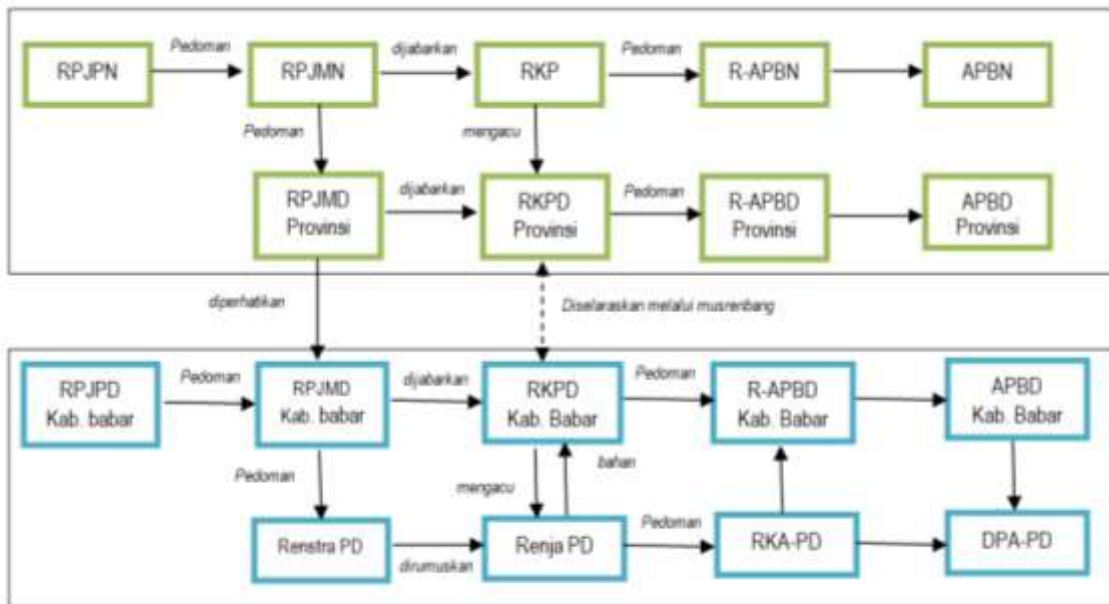 Pedoman
dijabarkan
Pedoman
RPJPN
RPJMN
RKP
R-APBN
APBN
Pedoman
mengacu
RPJMD
Provinsi
dijabarkan
RKPD
Provinsi
Pedoman
R-APBD
Provinsi
APBD
Provinsi
diperhatikan
Diselaraskan melalui musrenbang
RPJPD
Kab. babar
Pedoman
RPJMD
Kab. babar
dijabarkan
RKPD
Kab. Babar
Pedoman
R-APBD
Kab. Babar
APBD
Kab. Babar
Pedoman
mengacu
bahan
Renstra PD
dirumuskan
Renja PD
Pedoman
RKA-PD
DPA-PD